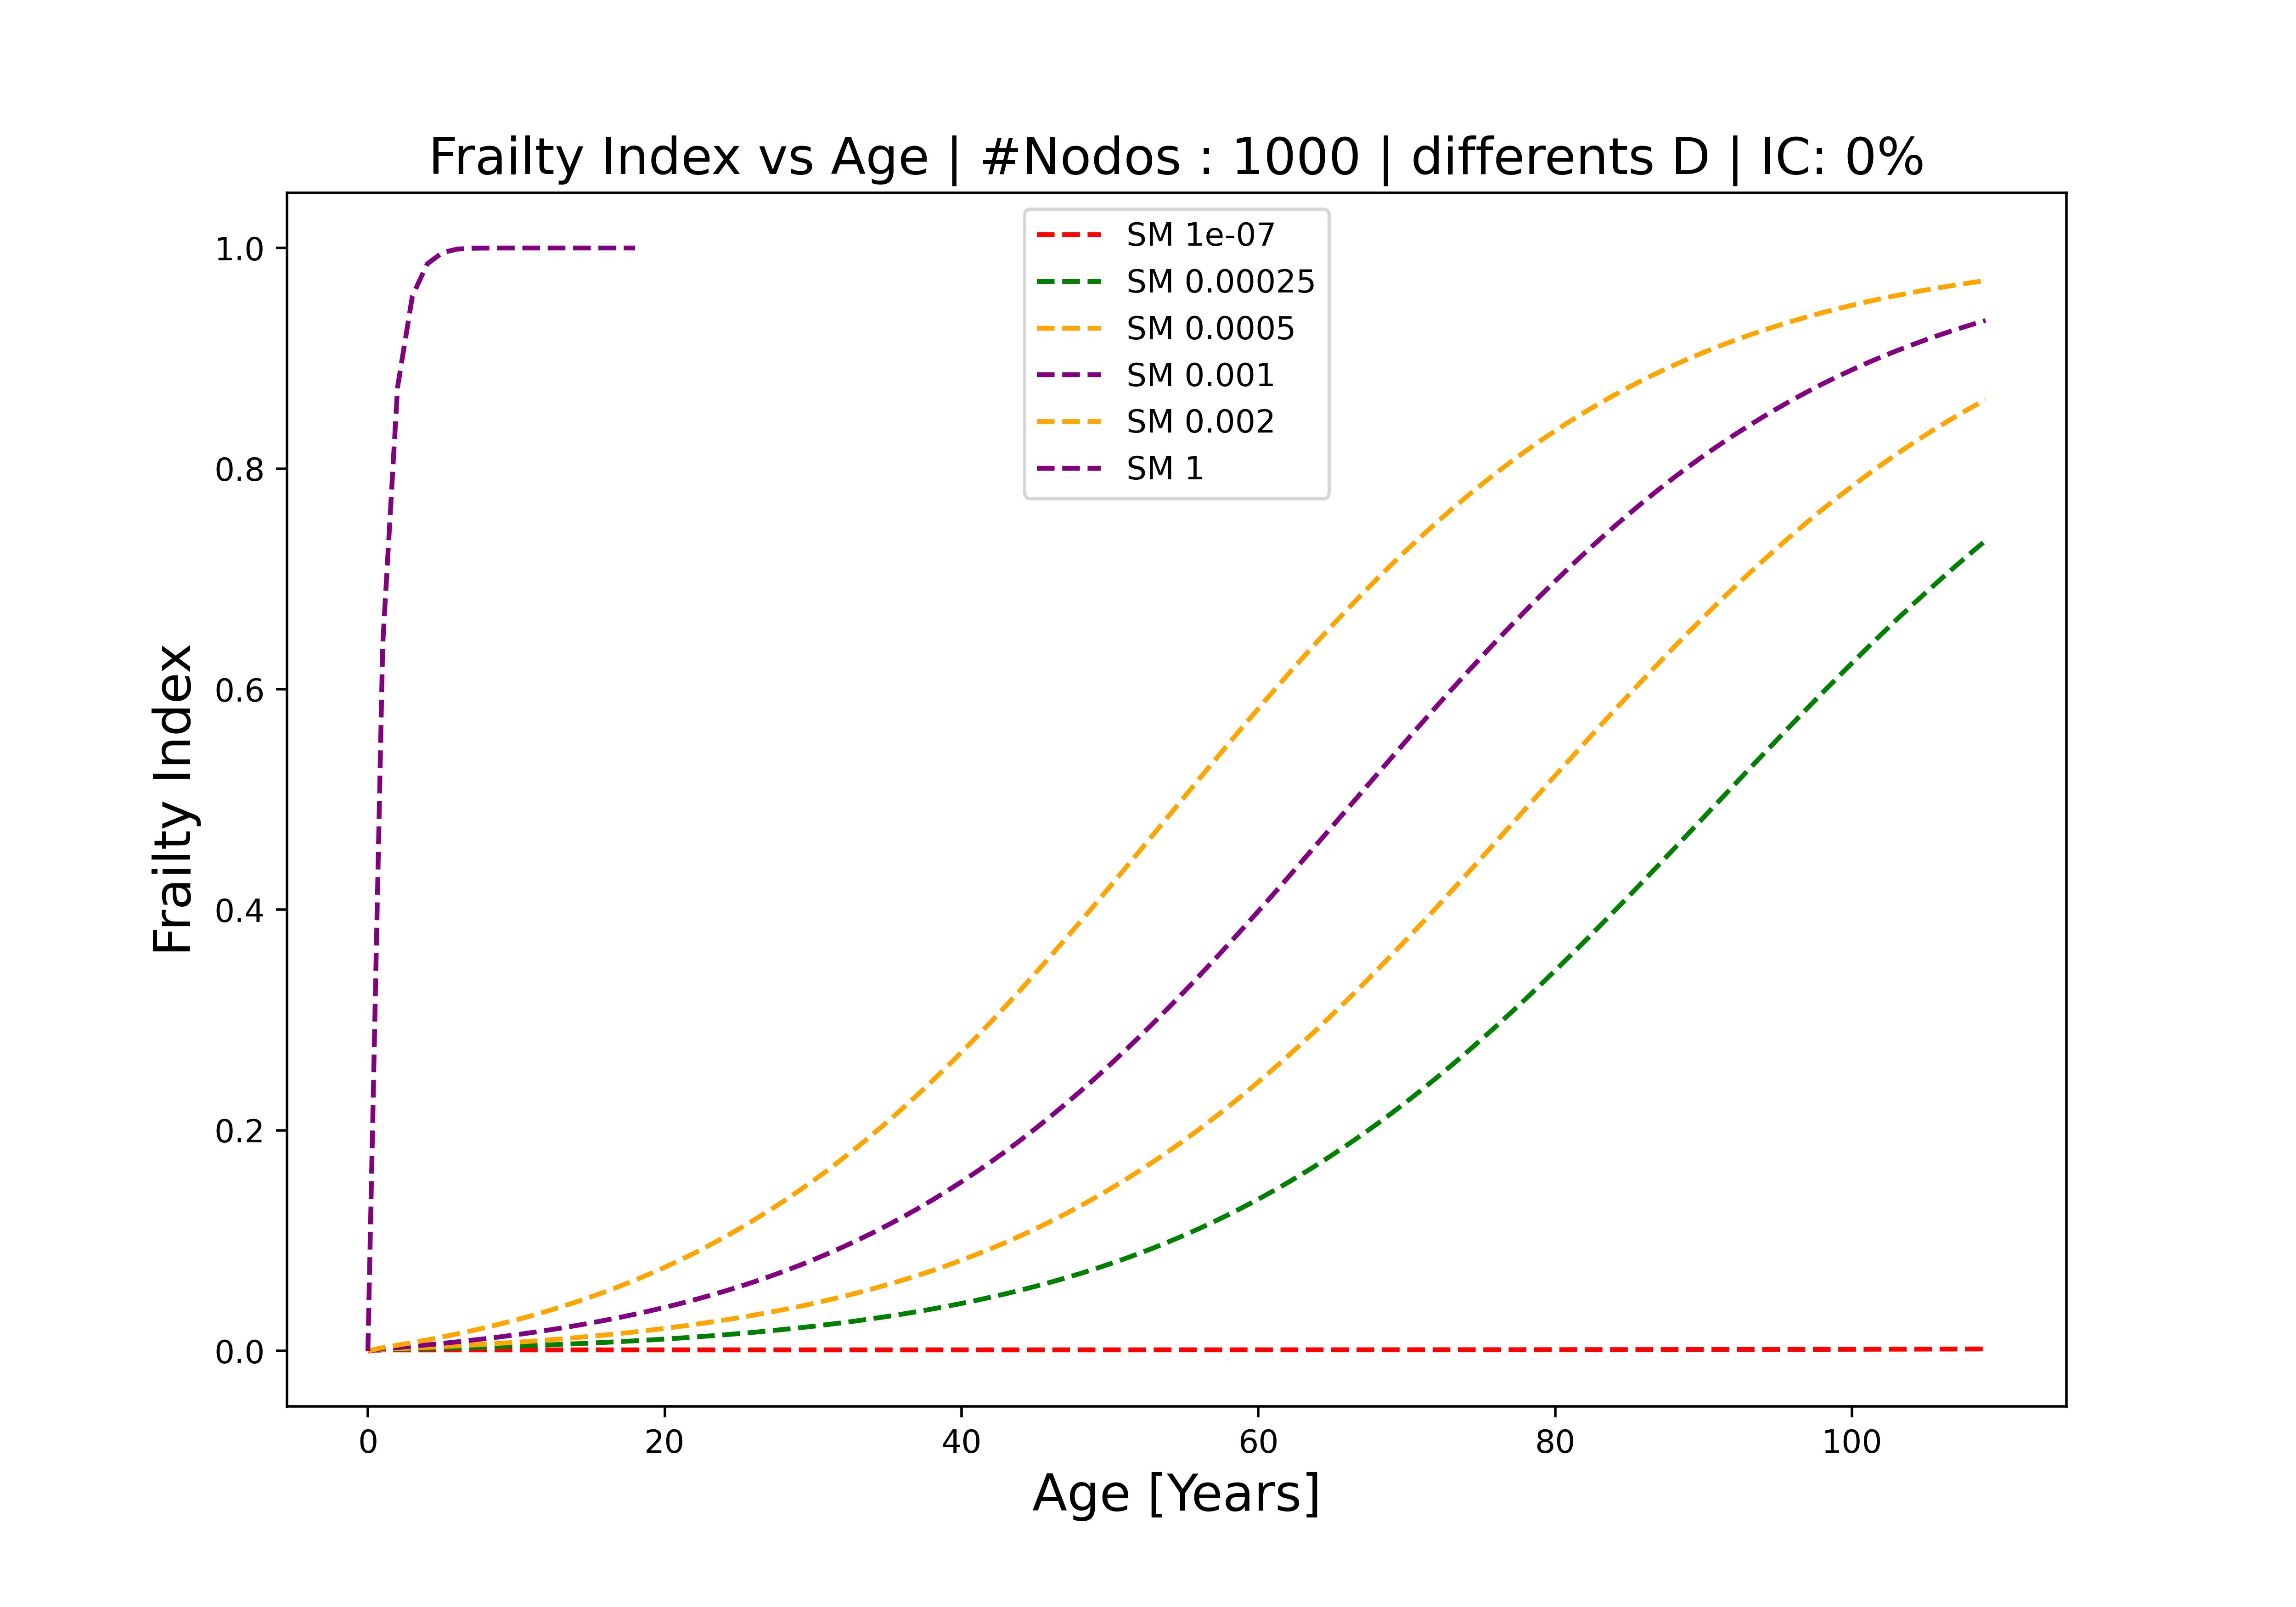 Frailty Index vs Age | #Nodos : 1000 | differents D | IC: 0%
SM 1e-07
SM 0.00025
SM 0.0005
SM 0.001
SM 0.002
SM 1
1.0
0.8
0.6
0.4
0.2
0.0
Frailty Index
0 20 40 60 80 100
Age [Years]